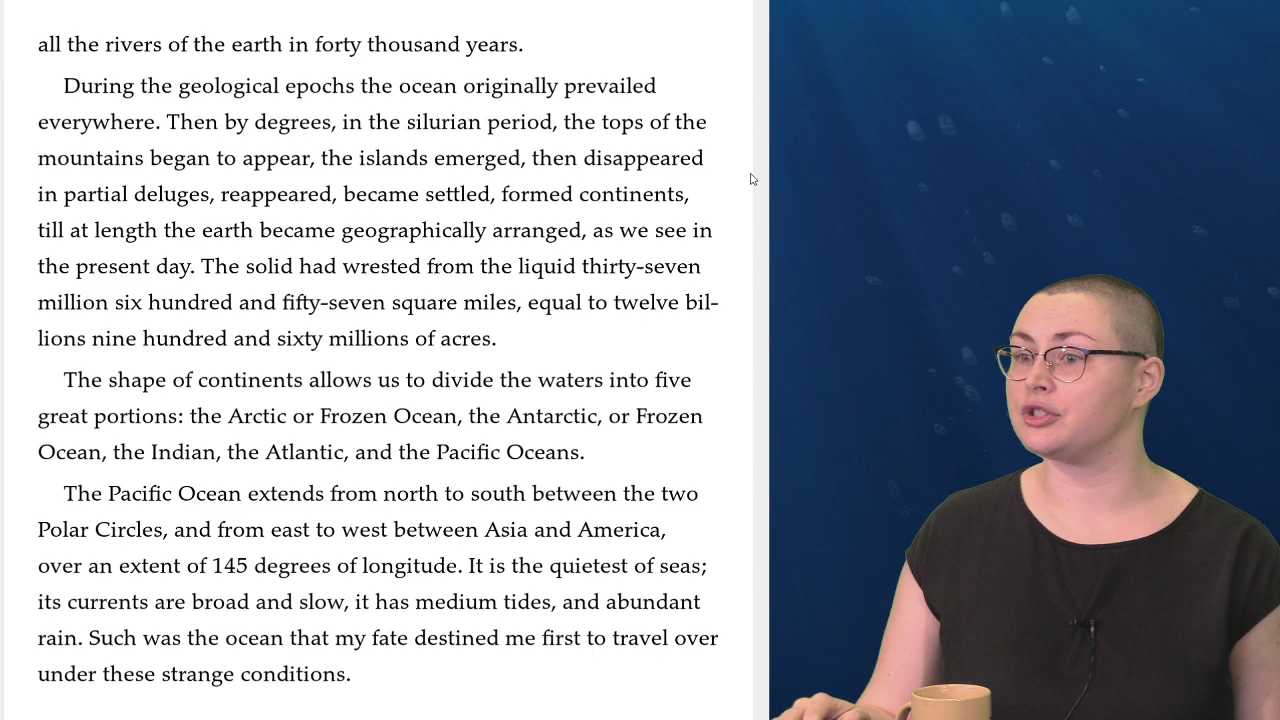 all the rivers of the earth in forty thousand years.
During the geological epochs the ocean originally prevailed
everywhere. Then by degrees, in the silurian period, the tops of the
mountains began to appear, the islands emerged, then disappeared
in partial deluges, reappeared, became settled, formed continents,
till at length the earth became geographically arranged, as we see in
the present day. The solid had wrested from the liquid thirty-seven
million six hundred and fifty-seven square miles, equal to twelve bil-
lions nine hundred and sixty millions of acres.
The shape of continents allows us to divide the waters into five
great portions: the Arctic or Frozen Ocean, the Antarctic, or Frozen
Ocean, the Indian, the Atlantic, and the Pacific Oceans.
The Pacific Ocean extends from north to south between the two
Polar Circles, and from east to west between Asia and America,
over an extent of 145 degrees of longitude. It is the quietest of seas;
its currents are broad and slow, it has medium tides, and abundant
rain. Such was the ocean that my fate destined me first to travel over
under these strange conditions.